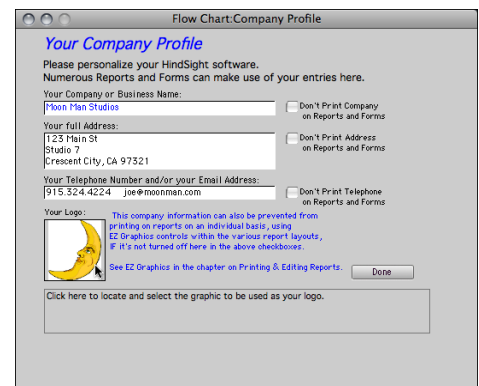 Flow Chart:Company Profile
Your Company Profile
Please personalize your HindSight software.
Numerous Reports and Forms can make use of your entries here.
Your Company or Business Name:
Moon Man Studios
Don't Print Company
on Reports and Forms
Your full Address:
123 Main St
Studio 7
Crescent City, CA 97321
Don't Print Address
on Reports and Forms
Your Telephone Number and/or your Email Address:
915.324.4224 joe@moonman.com
Don't Print Telephone
on Reports and Forms
Your Logo:
This company information can also be prevented from
printing on reports on an individual basis, using
EZ Graphics controls within the various report layouts,
IF it's not turned off here in the above checkboxes.
See EZ Graphics in the chapter on Printing & Editing Reports.
Done
Click here to locate and select the graphic to be used as your logo.